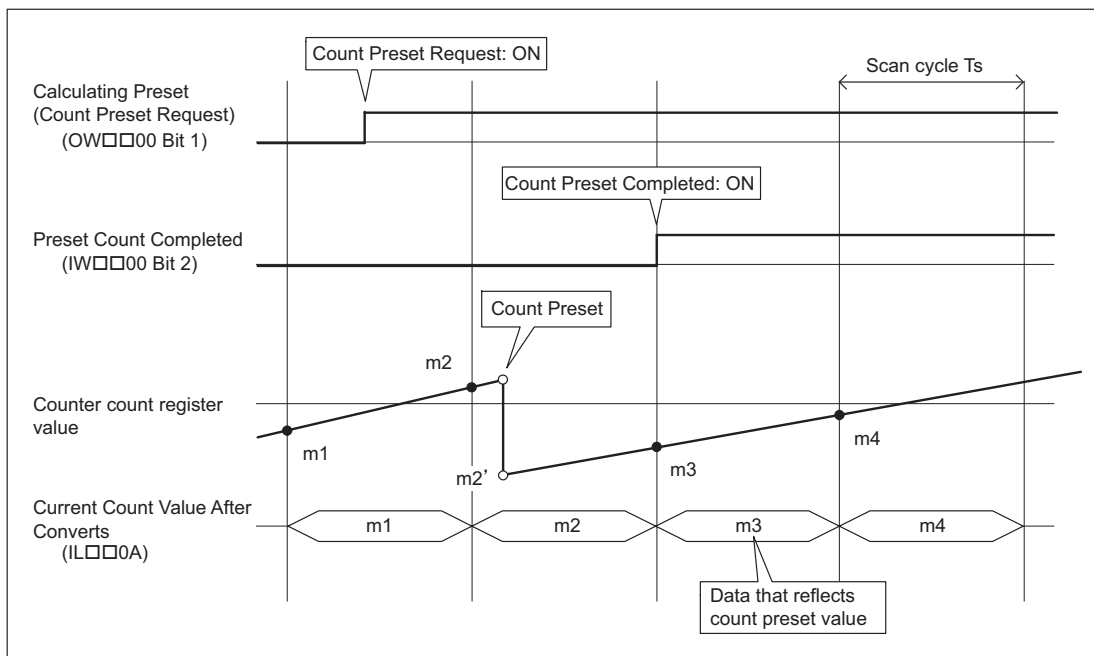 Count Preset Request: ON
Scan cycle Ts
Calculating Preset
(Count Preset Request)
(OW□□00 Bit 1)
Count Preset Completed: ON
Preset Count Completed
(IW□□00 Bit 2)
Count Preset
m2
Counter count register
value
m1
m2’
m3
m4
Current Count Value After
Converts
(IL□□0A)
m1
m2
m3
m4
Data that reflects
count preset value